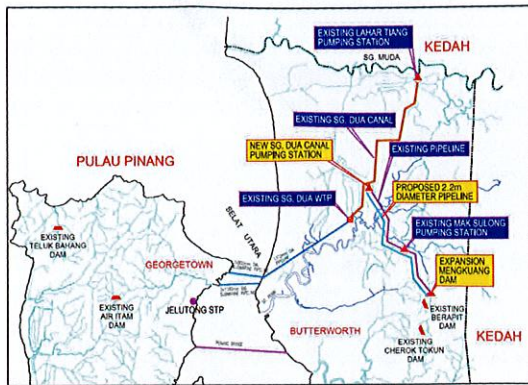 EXISTING LAHAR TIANG
PUMPING STATION
KEDAH
SG. MUDA
EXISTING SG. DUA CANAL
NEW SG. DUA CANAL
PUMPING STATION
EXISTING PIPELINE
PULAU PINANG
PROPOSED 2.2m
DIAMETER PIPELINE
EXISTING SG. DUA WTP
SELAT UTARA
EXISTING MAK SULONG
PUMPING STATION
EXISTING
TELUK BAHANG
DAM
GEORGETOWN
EXPANSION
MENGKUANG
DAM
EXISTING
AIR ITAM
DAM
JELUTONG STP
EXISTING
BERAPIT DAM
BUTTERWORTH
EXISTING
CHEROK TOKUN
DAM
KEDAH